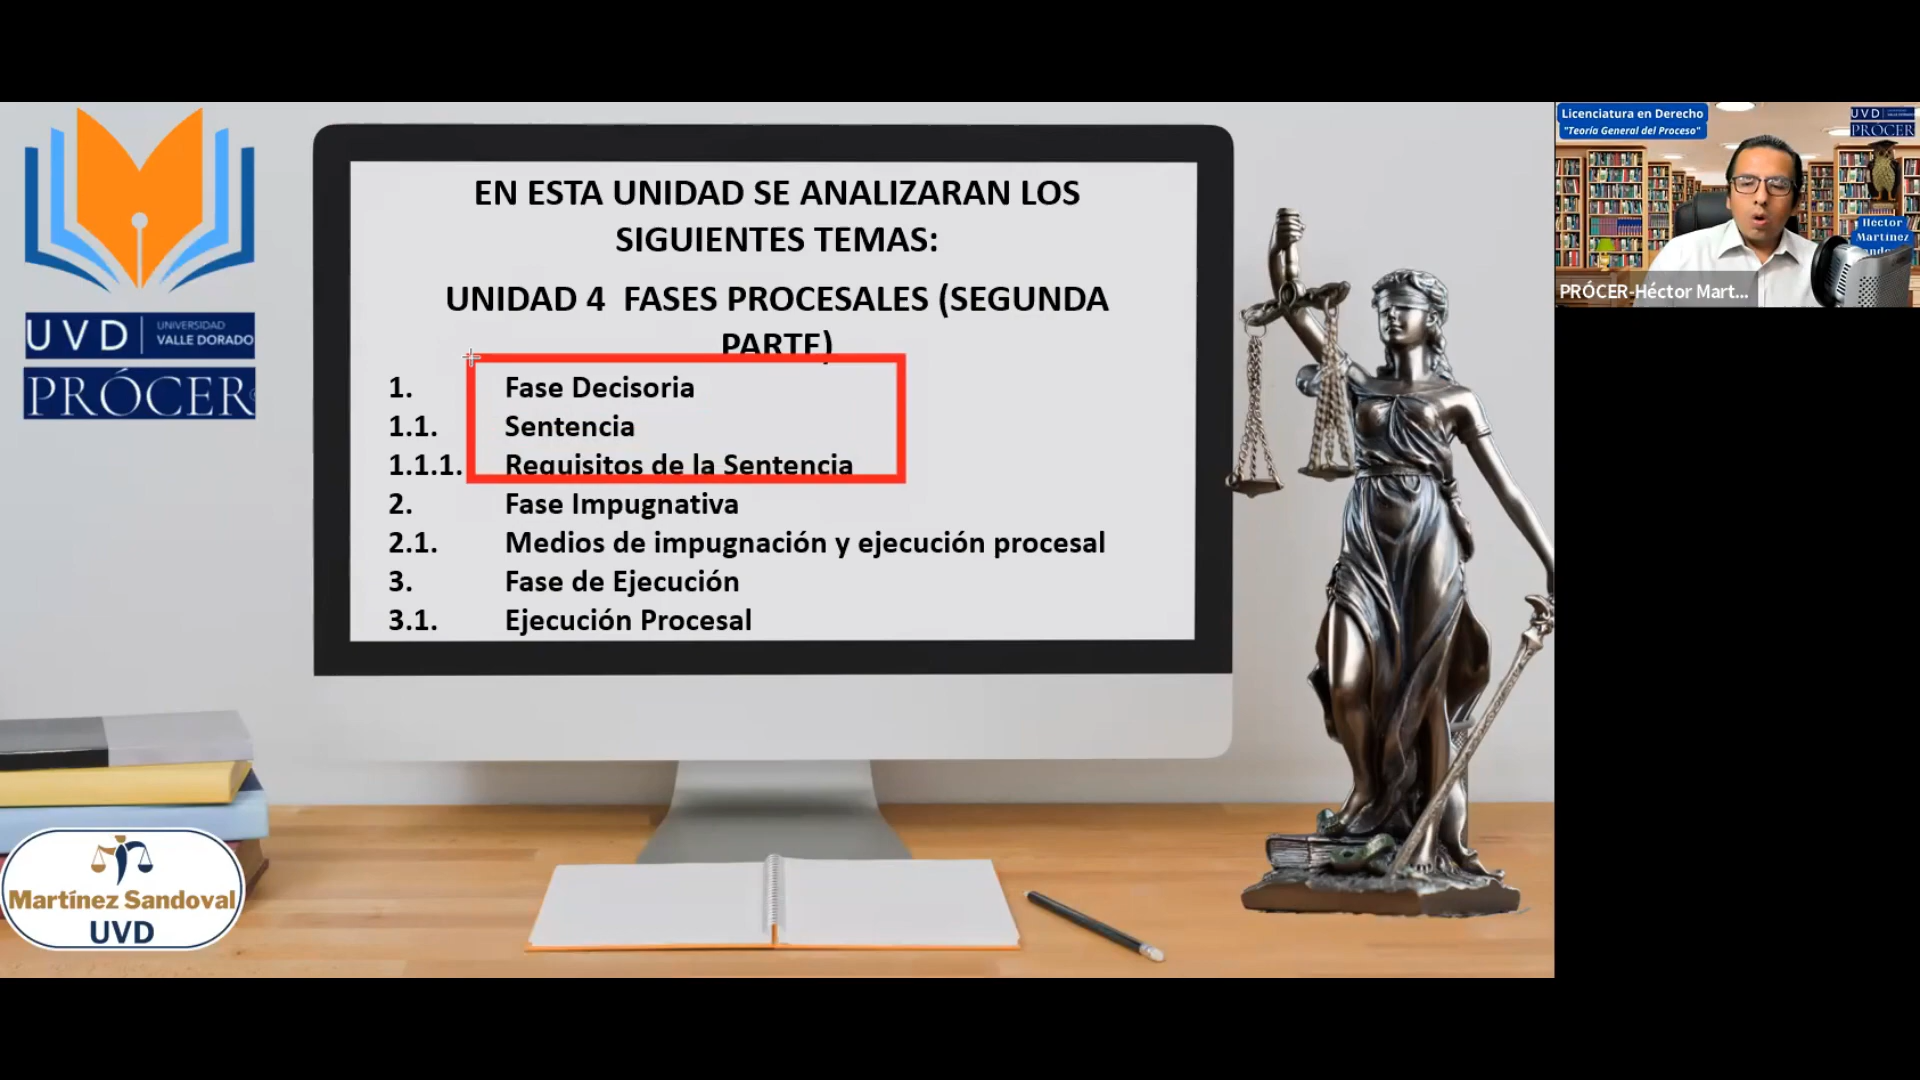 EN ESTA UNIDAD SE ANALIZARAN LOS
SIGUIENTES TEMAS:
UNIDAD 4 FASES PROCESALES (SEGUNDA
PARTE)
1. Fase Decisoria
1.1. Sentencia
1.1.1. Requisitos de la Sentencia
2. Fase Impugnativa
2.1. Medios de impugnación y ejecución procesal
3. Fase de Ejecución
3.1. Ejecución Procesal
UVD UNIVERSIDAD
VALLE DORADO
PRÓCER
Martínez Sandoval
UVD
Licenciatura en Derecho
"Teoría General del Proceso"
UVD
PRÓCER
Héctor
Martínez
PRÓCER-Héctor Mart...